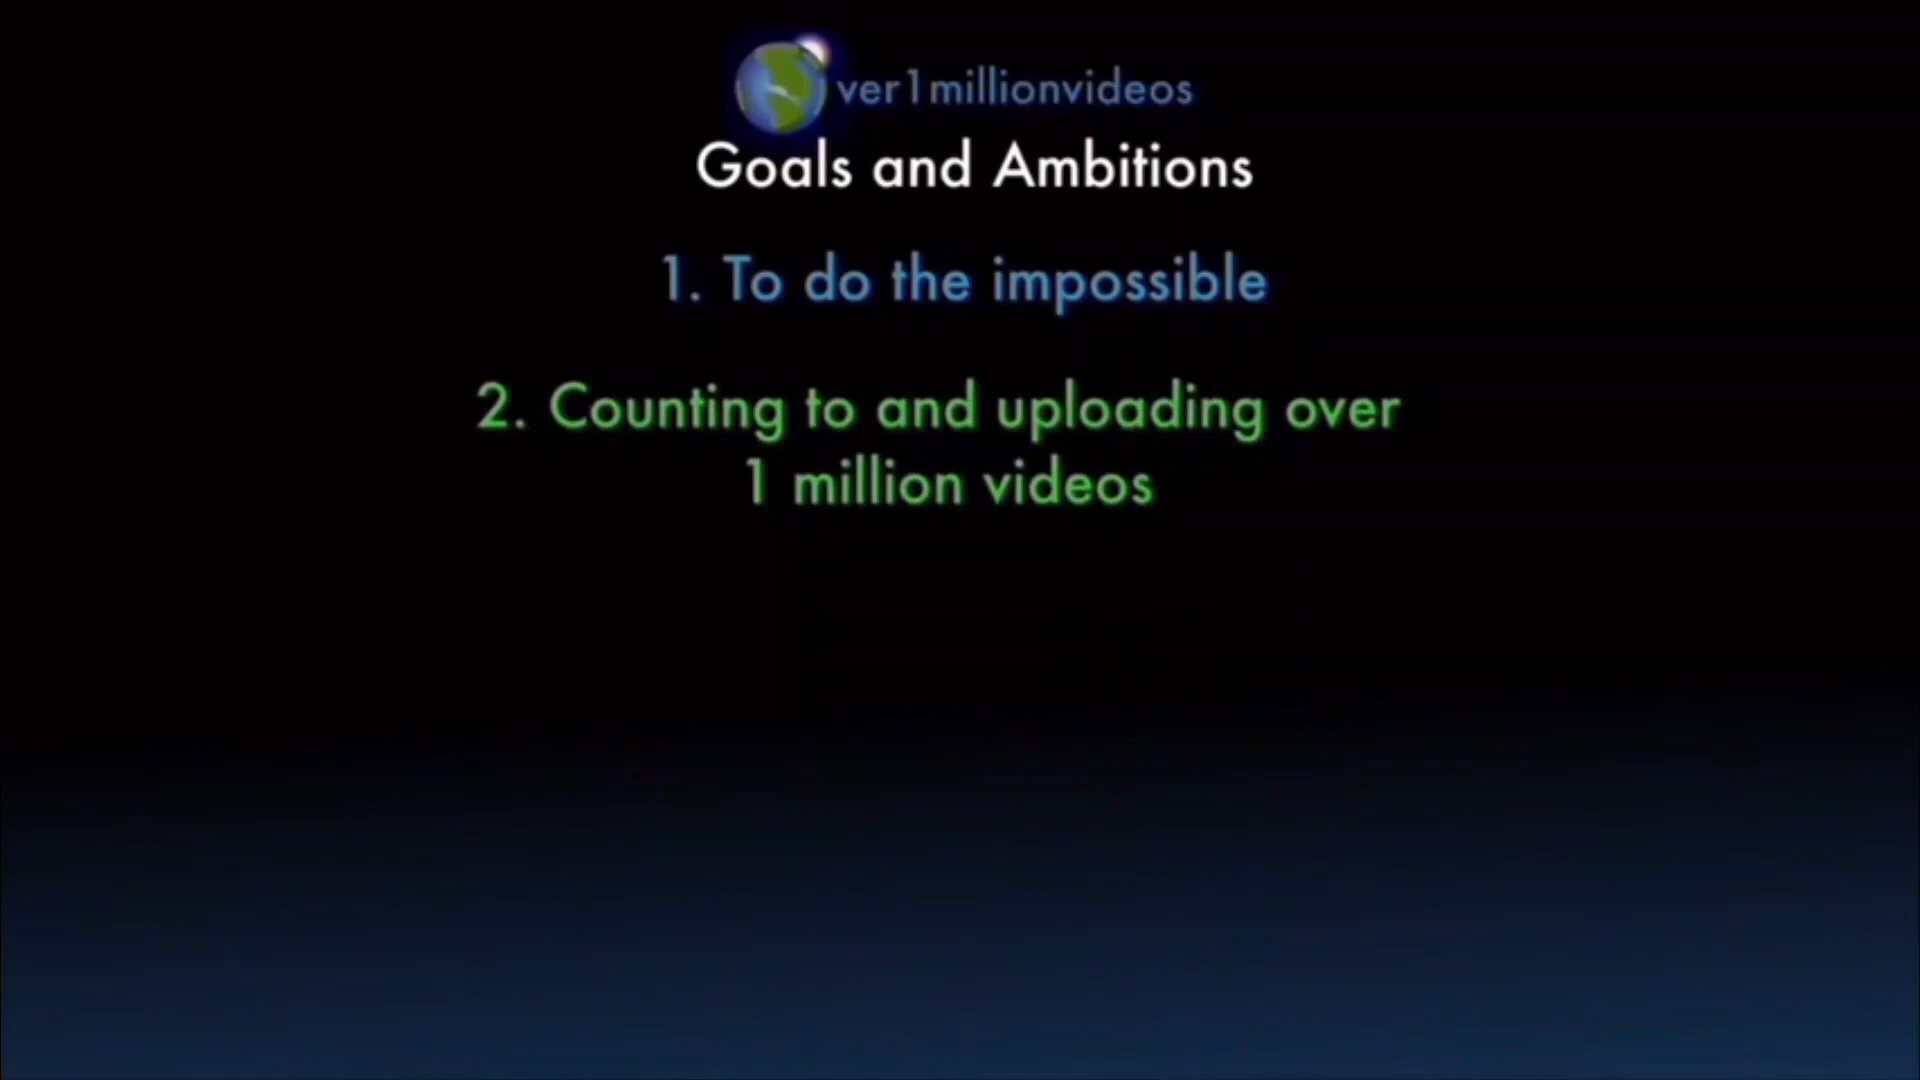 ver1millionvideos
Goals and Ambitions
1. To do the impossible
2. Counting to and uploading over
1 million videos